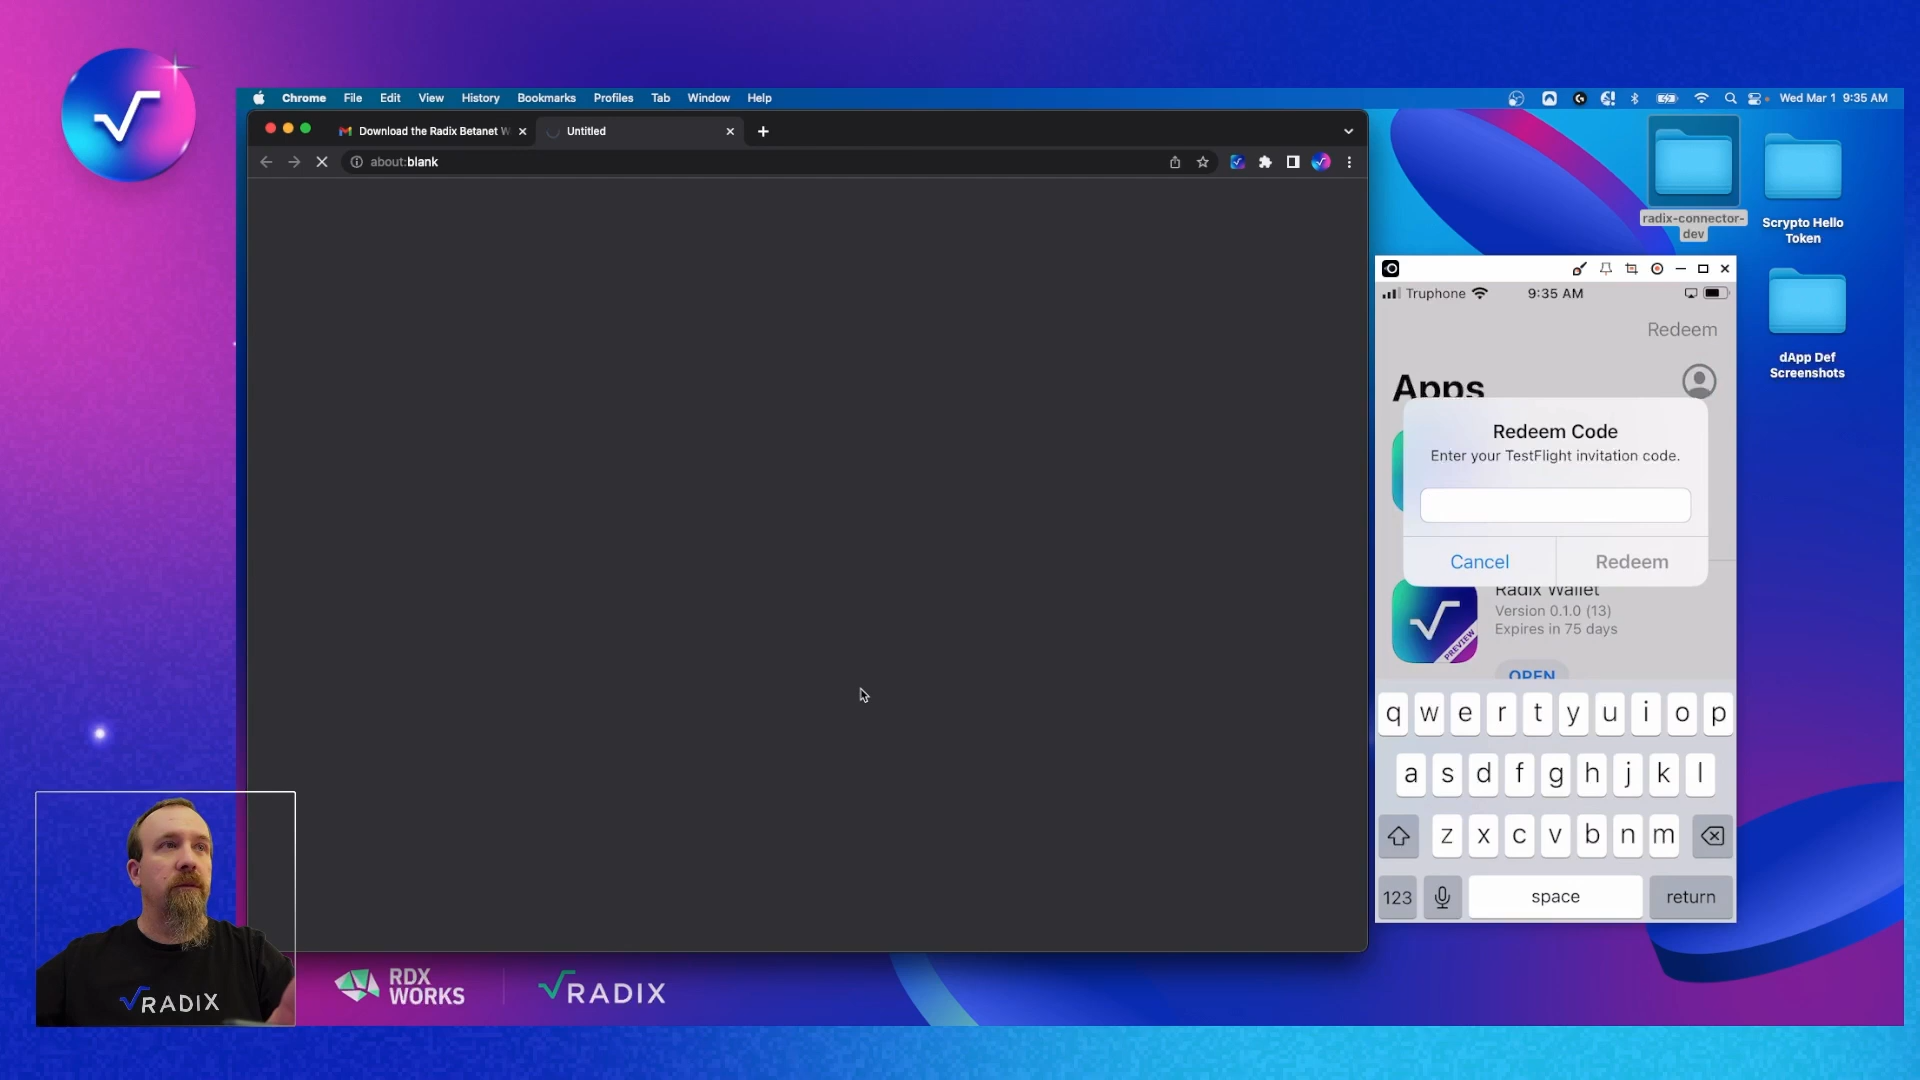 Chrome File Edit View History Bookmarks Profiles Tab Window Help
Wed Mar 1 9:35 AM
Download the Radix Betanet W
Untitled
about:blank
radix-connector-
dev
Scrypto Hello
Token
dApp Def
Screenshots
Truphone
9:35 AM
Redeem
Apps
Redeem Code
Enter your TestFlight invitation code.
Cancel
Redeem
Radix Wallet
Version 0.1.0 (13)
Expires in 75 days
PREVIEW
OPEN
q w e r t y u i o p
a s d f g h j k l
z x c v b n m
123
space
return
RADIX
RDX
WORKS
RADIX